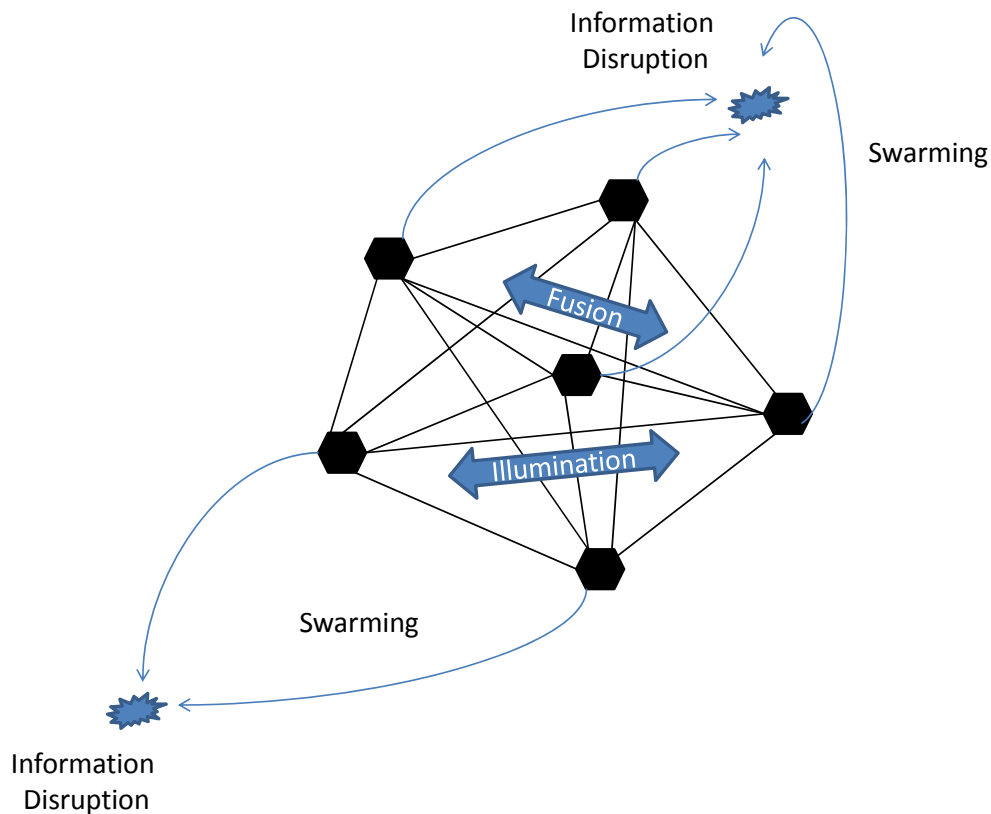 Information
Disruption
Swarming
Fusion
Illumination
Swarming
Information
Disruption